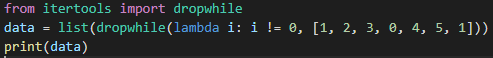 from itertools import dropwhile
data = list(dropwhile(lambda i: i != 0, [1, 2, 3, 0, 4, 5, 1]))
print(data)